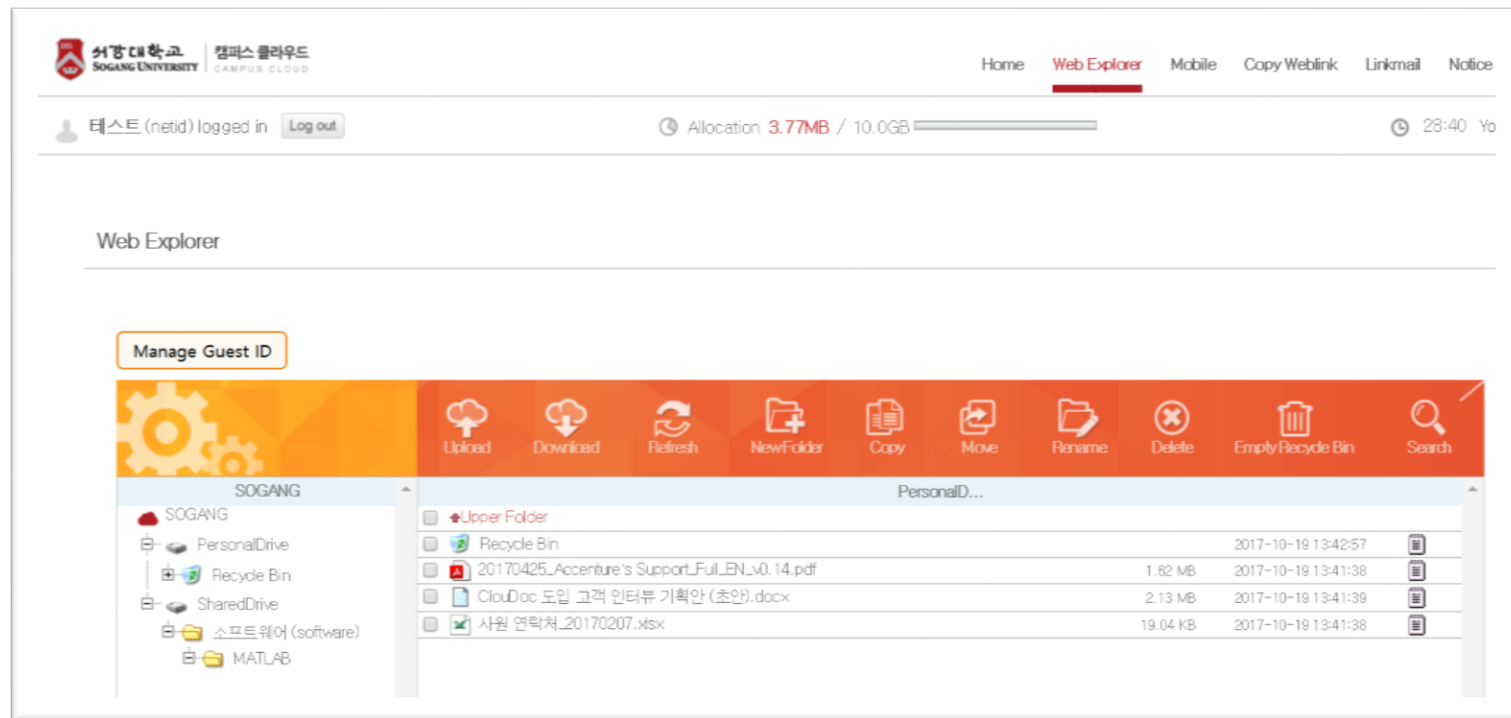 서강대학교 캠퍼스 클라우드
SOGANG UNIVERSITY CAMPUS CLOUD
Home Web Explorer Mobile Copy Weblink Linkmail Notice
테스트 (netid) logged in Log out Allocation 3.77MB / 10.0GB 28:40 Yo
Web Explorer
Manage Guest ID
Upload Download Refresh NewFolder Copy Move Rename Delete EmptyRecycle Bin Search
SOGANG PersonalD...
SOGANG
PersonalDrive
Recycle Bin
SharedDrive
소프트웨어 (software)
MATLAB
Upper Folder
Recycle Bin 2017-10-19 13:42:57
20170425_Accenture's Support_Full_EN_v0.14.pdf 1.62 MB 2017-10-19 13:41:38
ClouDoc 도입 고객 인터뷰 기획안 (초안).docx 2.13 MB 2017-10-19 13:41:39
사원 연락처_20170207.xlsx 19.04 KB 2017-10-19 13:41:38